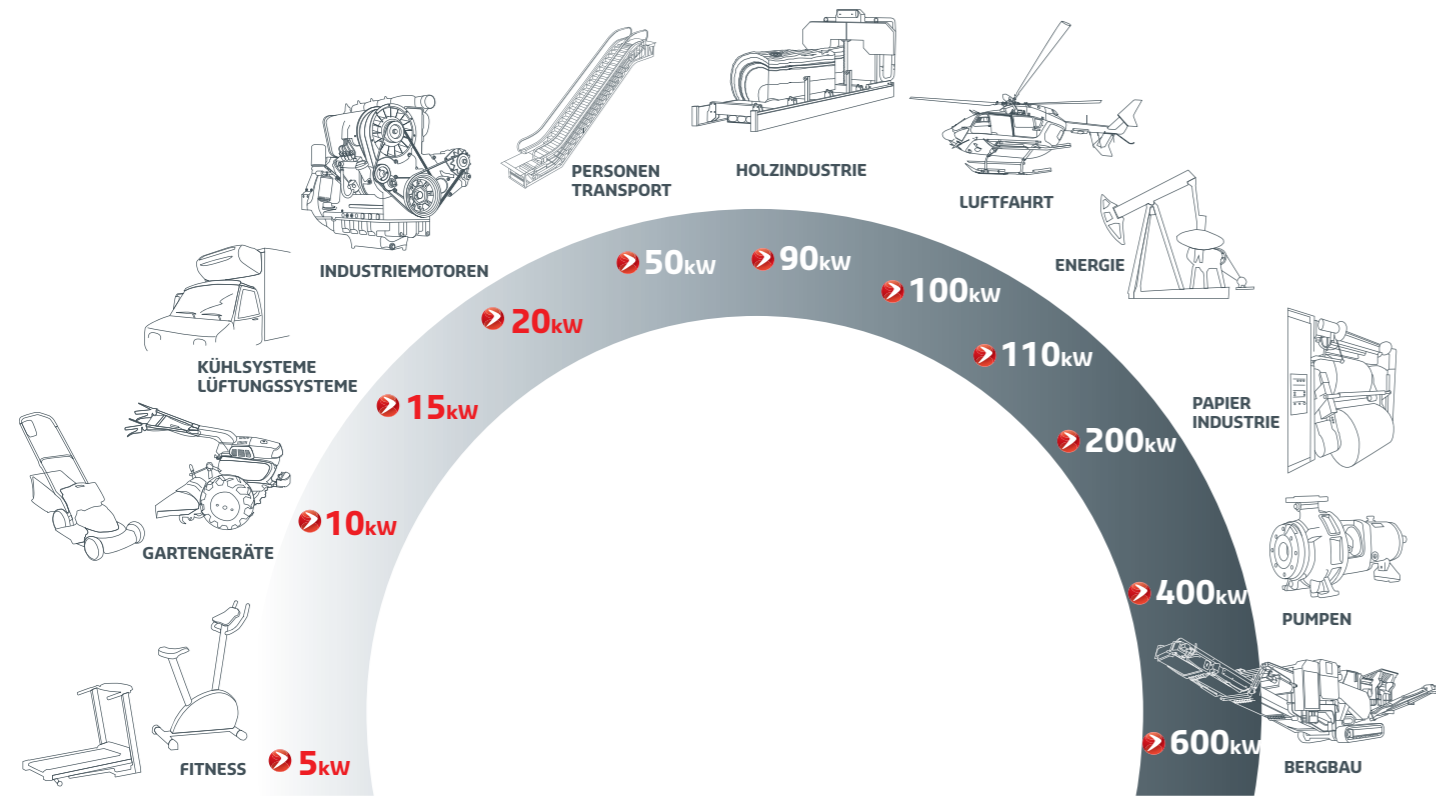 FITNESS
5kW
GARTENGERÄTE
10kW
KÜHLSYSTEME
LÜFTUNGSSYSTEME
15kW
INDUSTRIEMOTOREN
20kW
PERSONEN
TRANSPORT
50kW
HOLZINDUSTRIE
90kW
LUFTFAHRT
100kW
ENERGIE
110kW
PAPIER
INDUSTRIE
200kW
PUMPEN
400kW
BERGBAU
600kW